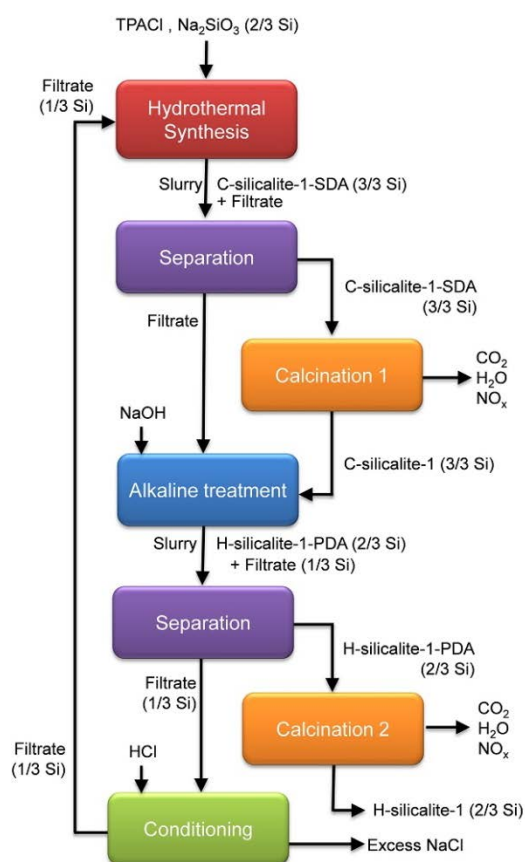 TPACl , Na₂SiO₃ (2/3 Si)
Filtrate
(1/3 Si)
Hydrothermal
Synthesis
Slurry
C-silicalite-1-SDA (3/3 Si)
+ Filtrate
Separation
C-silicalite-1-SDA
(3/3 Si)
Filtrate
Calcination 1
CO₂
H₂O
NOₓ
NaOH
C-silicalite-1 (3/3 Si)
Alkaline treatment
Slurry
H-silicalite-1-PDA (2/3 Si)
+ Filtrate (1/3 Si)
Separation
H-silicalite-1-PDA
(2/3 Si)
Filtrate
(1/3 Si)
Calcination 2
CO₂
H₂O
NOₓ
Filtrate
(1/3 Si)
HCl
H-silicalite-1 (2/3 Si)
Conditioning
Excess NaCl